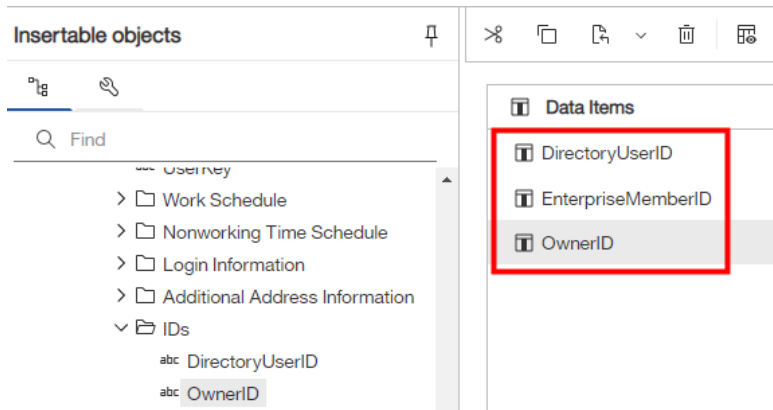 Insertable objects
Find
UserKey
Work Schedule
Nonworking Time Schedule
Login Information
Additional Address Information
IDs
abc DirectoryUserID
abc OwnerID
Data Items
DirectoryUserID
EnterpriseMemberID
OwnerID